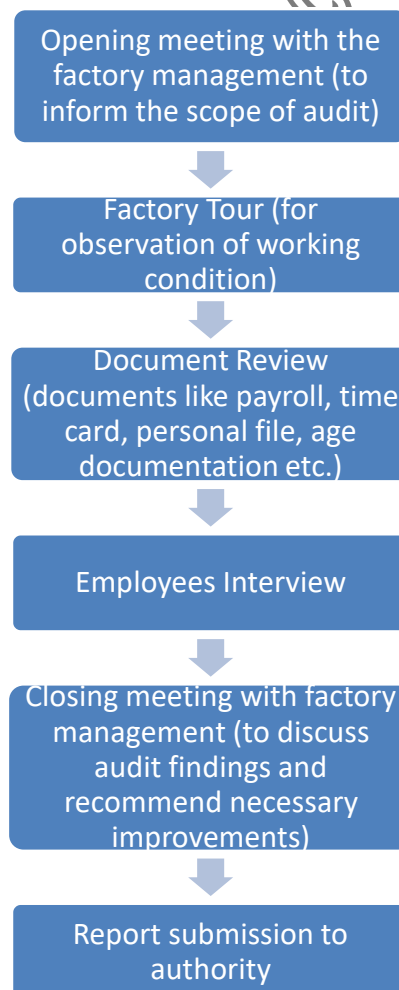 Opening meeting with the
factory management (to
inform the scope of audit)
Factory Tour (for
observation of working
condition)
Document Review
(documents like payroll, time
card, personal file, age
documentation etc.)
Employees Interview
Closing meeting with factory
management (to discuss
audit findings and
recommend necessary
improvements)
Report submission to
authority